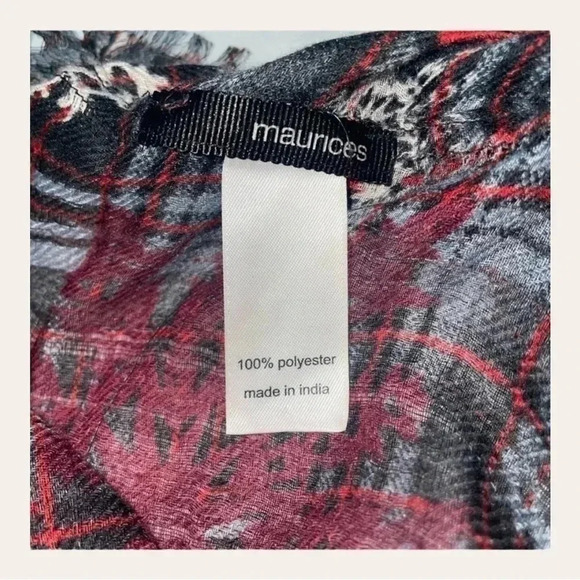 maurices
100% polyester
made in india